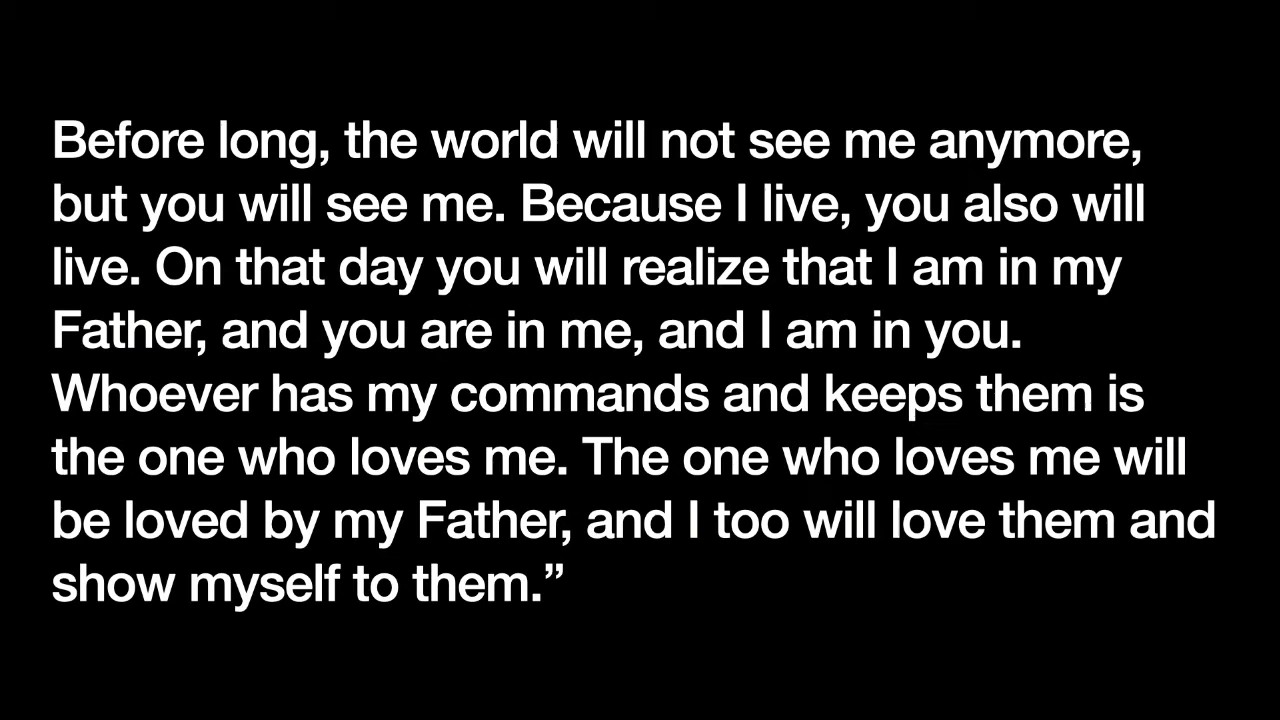 Before long, the world will not see me anymore,
but you will see me. Because I live, you also will
live. On that day you will realize that I am in my
Father, and you are in me, and I am in you.
Whoever has my commands and keeps them is
the one who loves me. The one who loves me will
be loved by my Father, and I too will love them and
show myself to them.”